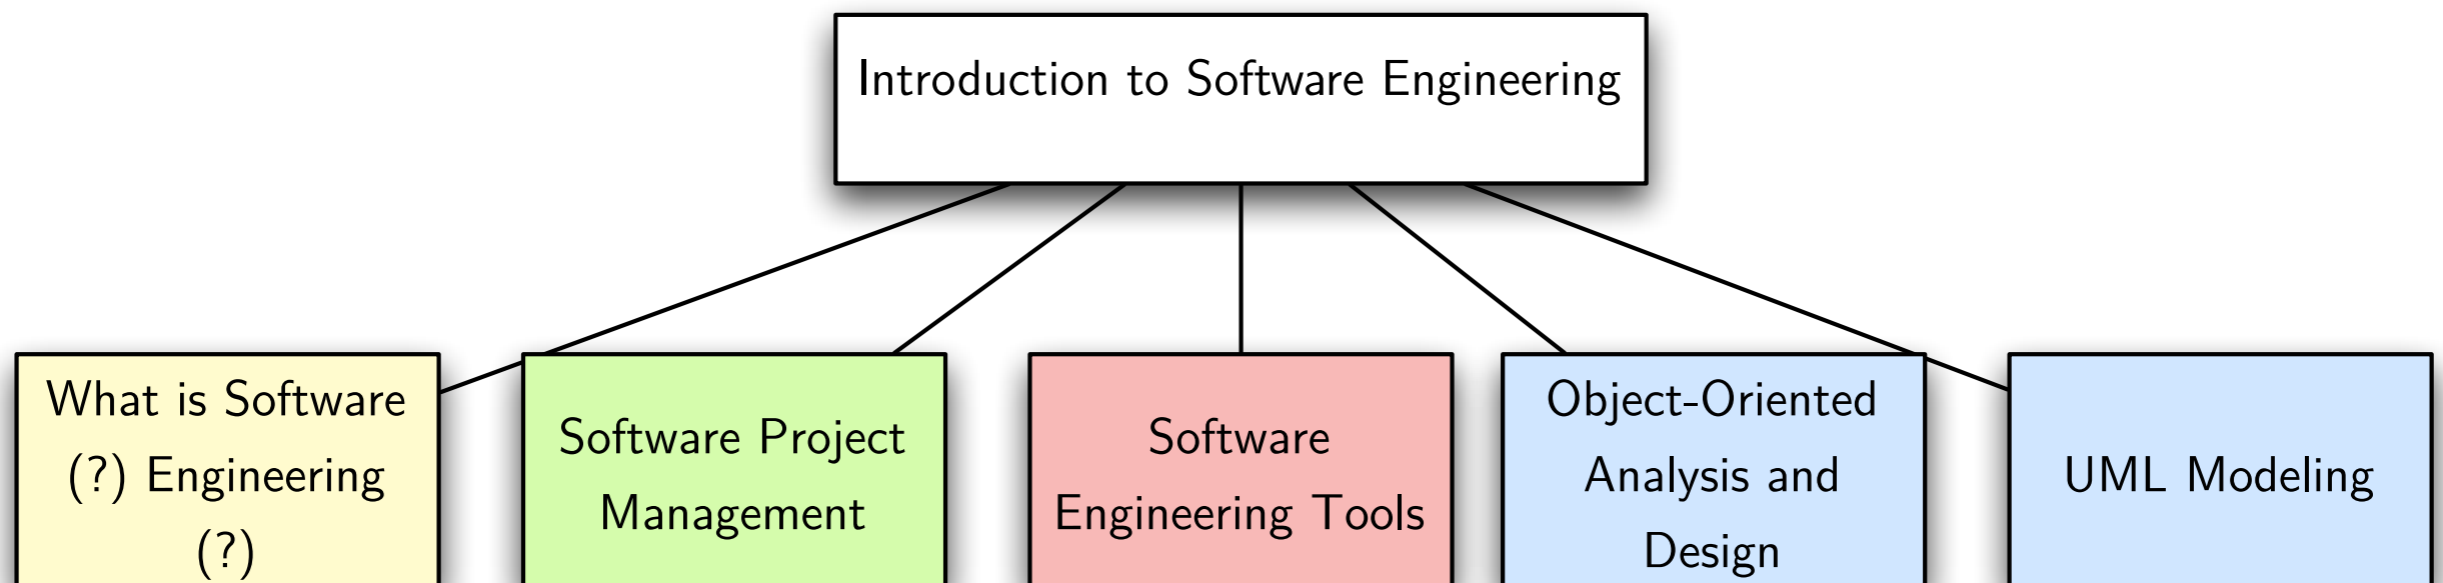 Introduction to Software Engineering
What is Software
(?) Engineering
(?)
Software Project
Management
Software
Engineering Tools
Object-Oriented
Analysis and
Design
UML Modeling